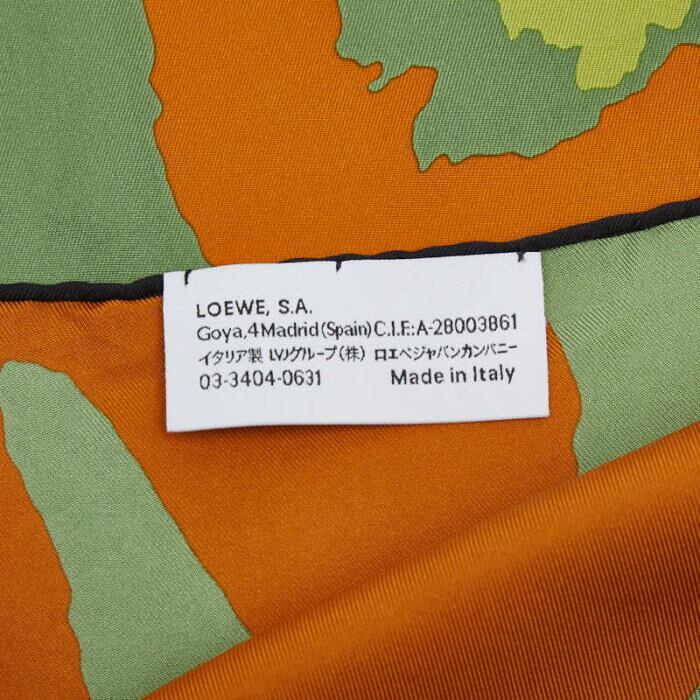 LOEWE, S.A.
Goya, 4 Madrid (Spain) C.I.F.: A-28003861
イタリア製 LVJグループ(株) ロエベジャパンカンパニー
03-3404-0631 Made in Italy